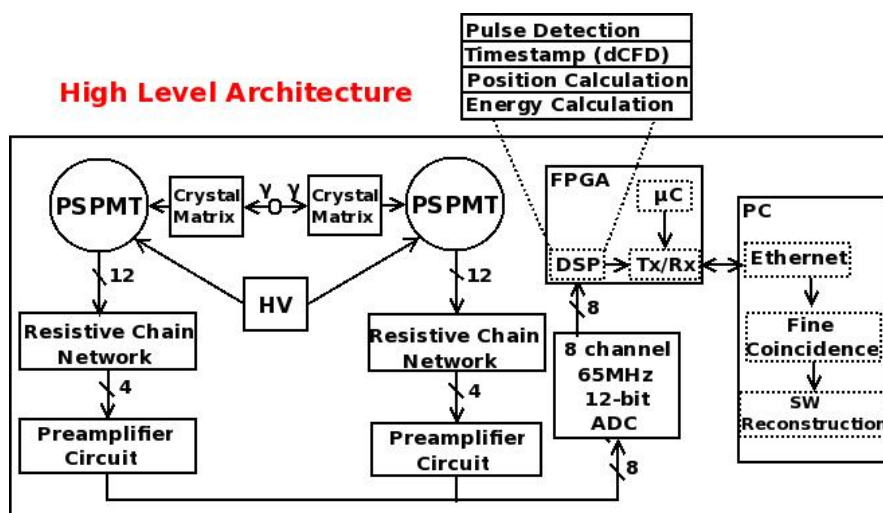 Pulse Detection
Timestamp (dCFD)
Position Calculation
Energy Calculation
High Level Architecture
PSPMT
Crystal
Matrix
γ γ
Crystal
Matrix
PSPMT
12
HV
12
Resistive Chain
Network
4
Preamplifier
Circuit
Resistive Chain
Network
4
Preamplifier
Circuit
FPGA
μC
DSP
Tx/Rx
8
8 channel
65MHz
12-bit
ADC
8
PC
Ethernet
Fine
Coincidence
SW
Reconstruction